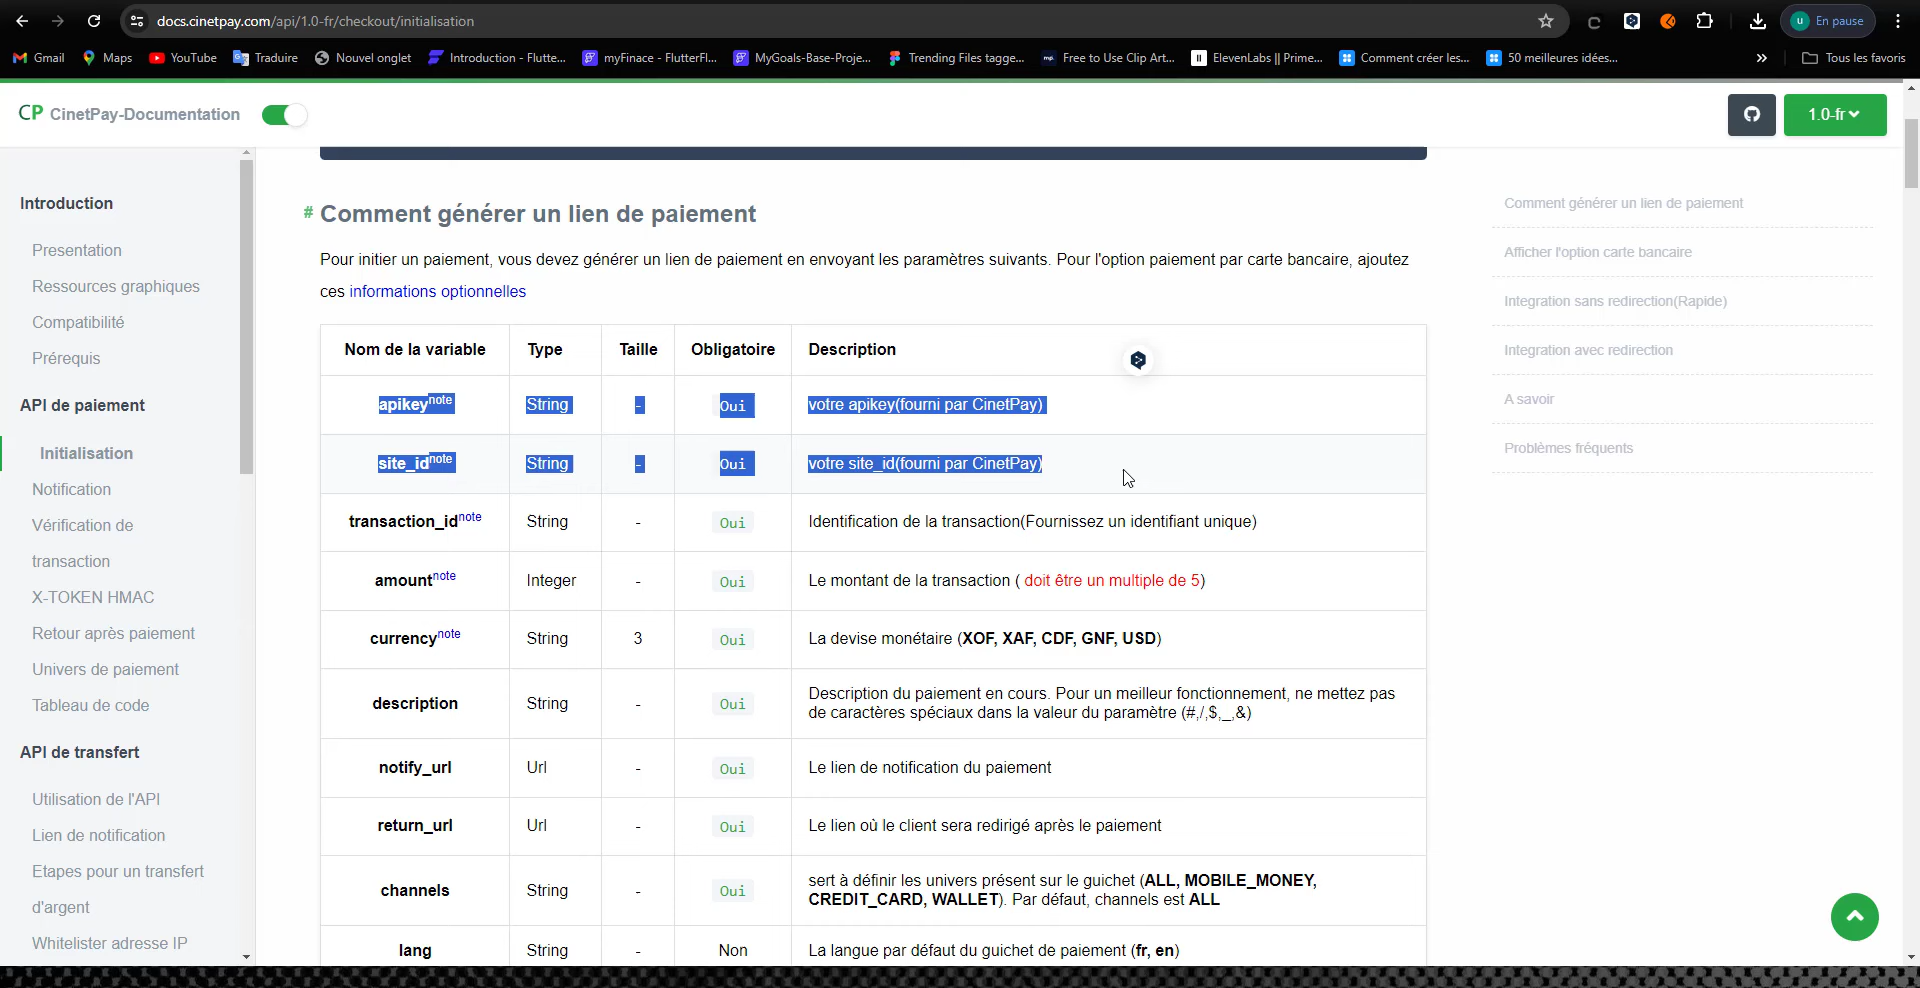 docs.cinetpay.com/api/1.0-fr/checkout/initialisation
u En pause
Gmail Maps YouTube Traduire Nouvel onglet Introduction - Flutte... myFinace - FlutterFl... MyGoals-Base-Proje... Trending Files tagge... Free to Use Clip Art... ElevenLabs || Prime... Comment créer les... 50 meilleures idées... » Tous les favoris
CP CinetPay-Documentation
1.0-fr
Introduction
Presentation
Ressources graphiques
Compatibilité
Prérequis
API de paiement
Initialisation
Notification
Vérification de
transaction
X-TOKEN HMAC
Retour après paiement
Univers de paiement
Tableau de code
API de transfert
Utilisation de l'API
Lien de notification
Etapes pour un transfert
d'argent
Whitelister adresse IP
# Comment générer un lien de paiement
Pour initier un paiement, vous devez générer un lien de paiement en envoyant les paramètres suivants. Pour l'option paiement par carte bancaire, ajoutez
ces informations optionnelles
Nom de la variable Type Taille Obligatoire Description
apikey note String - Oui votre apikey(fourni par CinetPay)
site_id note String - Oui votre site_id(fourni par CinetPay)
transaction_id note String - Oui Identification de la transaction(Fournissez un identifiant unique)
amount note Integer - Oui Le montant de la transaction ( doit être un multiple de 5)
currency note String 3 Oui La devise monétaire (XOF, XAF, CDF, GNF, USD)
description String - Oui Description du paiement en cours. Pour un meilleur fonctionnement, ne mettez pas
de caractères spéciaux dans la valeur du paramètre (#,/,$,_,&)
notify_url Url - Oui Le lien de notification du paiement
return_url Url - Oui Le lien où le client sera redirigé après le paiement
channels String - Oui sert à définir les univers présent sur le guichet (ALL, MOBILE_MONEY,
CREDIT_CARD, WALLET). Par défaut, channels est ALL
lang String - Non La langue par défaut du guichet de paiement (fr, en)
Comment générer un lien de paiement
Afficher l'option carte bancaire
Integration sans redirection(Rapide)
Integration avec redirection
A savoir
Problèmes fréquents